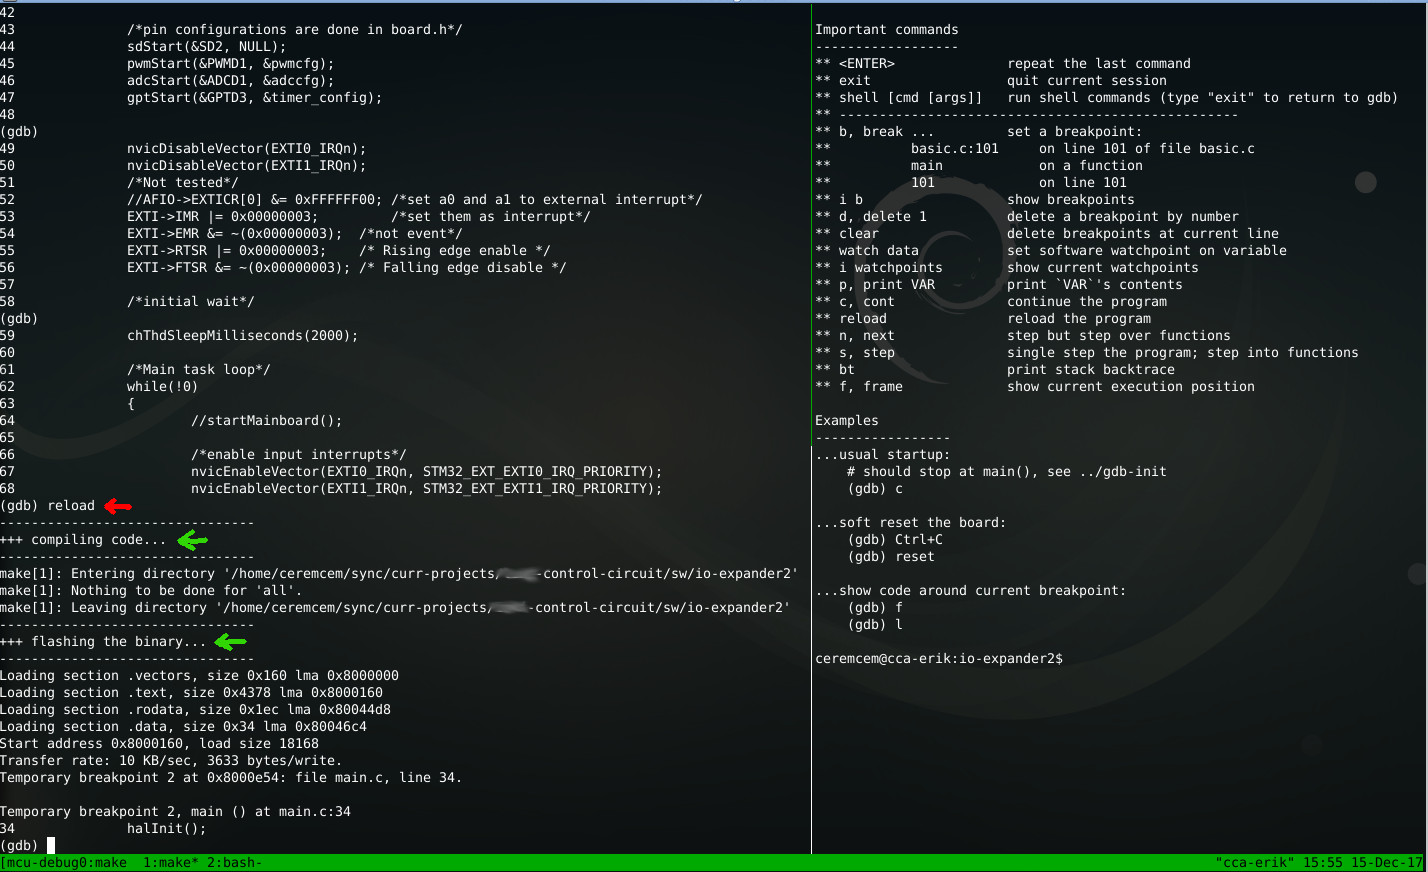 42
43              /*pin configurations are done in board.h*/
44              sdStart(&SD2, NULL);
45              pwmStart(&PWMD1, &pwmcfg);
46              adcStart(&ADCD1, &adccfg);
47              gptStart(&GPTD3, &timer_config);
48
(gdb)
49              nvicDisableVector(EXTI0_IRQn);
50              nvicDisableVector(EXTI1_IRQn);
51              /*Not tested*/
52              //AFIO->EXTICR[0] &= 0xFFFFFF00; /*set a0 and a1 to external interrupt*/
53              EXTI->IMR |= 0x00000003;         /*set them as interrupt*/
54              EXTI->EMR &= ~(0x00000003);  /*not event*/
55              EXTI->RTSR |= 0x00000003;    /* Rising edge enable */
56              EXTI->FTSR &= ~(0x00000003); /* Falling edge disable */
57
58              /*initial wait*/
(gdb)
59              chThdSleepMilliseconds(2000);
60
61              /*Main task loop*/
62              while(!0)
63              {
64                      //startMainboard();
65
66                      /*enable input interrupts*/
67                      nvicEnableVector(EXTI0_IRQn, STM32_EXT_EXTI0_IRQ_PRIORITY);
68                      nvicEnableVector(EXTI1_IRQn, STM32_EXT_EXTI1_IRQ_PRIORITY);
(gdb) reload
--------------------------------
+++ compiling code...
--------------------------------
make[1]: Entering directory '/home/ceremcem/sync/curr-projects/-control-circuit/sw/io-expander2'
make[1]: Nothing to be done for 'all'.
make[1]: Leaving directory '/home/ceremcem/sync/curr-projects/-control-circuit/sw/io-expander2'
--------------------------------
+++ flashing the binary...
--------------------------------
Loading section .vectors, size 0x160 lma 0x8000000
Loading section .text, size 0x4378 lma 0x8000160
Loading section .rodata, size 0x1ec lma 0x80044d8
Loading section .data, size 0x34 lma 0x80046c4
Start address 0x8000160, load size 18168
Transfer rate: 10 KB/sec, 3633 bytes/write.
Temporary breakpoint 2 at 0x8000e54: file main.c, line 34.
Temporary breakpoint 2, main () at main.c:34
34              halInit();
(gdb)
Important commands
------------------
** <ENTER>              repeat the last command
** exit                 quit current session
** shell [cmd [args]]   run shell commands (type "exit" to return to gdb)
** --------------------------------------------------
** b, break ...         set a breakpoint:
**          basic.c:101     on line 101 of file basic.c
**          main            on a function
**          101             on line 101
** i b                  show breakpoints
** d, delete 1          delete a breakpoint by number
** clear                delete breakpoints at current line
** watch data           set software watchpoint on variable
** i watchpoints        show current watchpoints
** p, print VAR         print `VAR`'s contents
** c, cont              continue the program
** reload               reload the program
** n, next              step but step over functions
** s, step              single step the program; step into functions
** bt                   print stack backtrace
** f, frame             show current execution position
Examples
-----------------
...usual startup:
    # should stop at main(), see ../gdb-init
    (gdb) c
...soft reset the board:
    (gdb) Ctrl+C
    (gdb) reset
...show code around current breakpoint:
    (gdb) f
    (gdb) l
ceremcem@cca-erik:io-expander2$
[mcu-debug0:make  1:make* 2:bash-    "cca-erik" 15:55 15-Dec-17